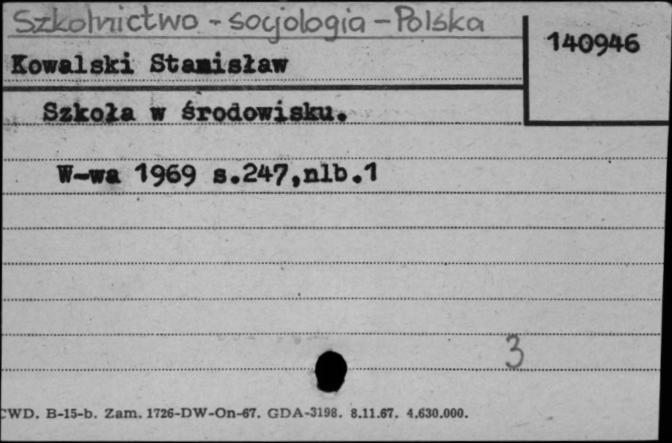 Szkolnictwo - socjologia - Polska
140946
Kowalski Stanisław
Szkoła w środowisku.
W-wa 1969 s.247,nlb.1
3
CWD. B-15-b. Zam. 1726-DW-On-67. GDA-3198. 8.11.67. 4.630.000.